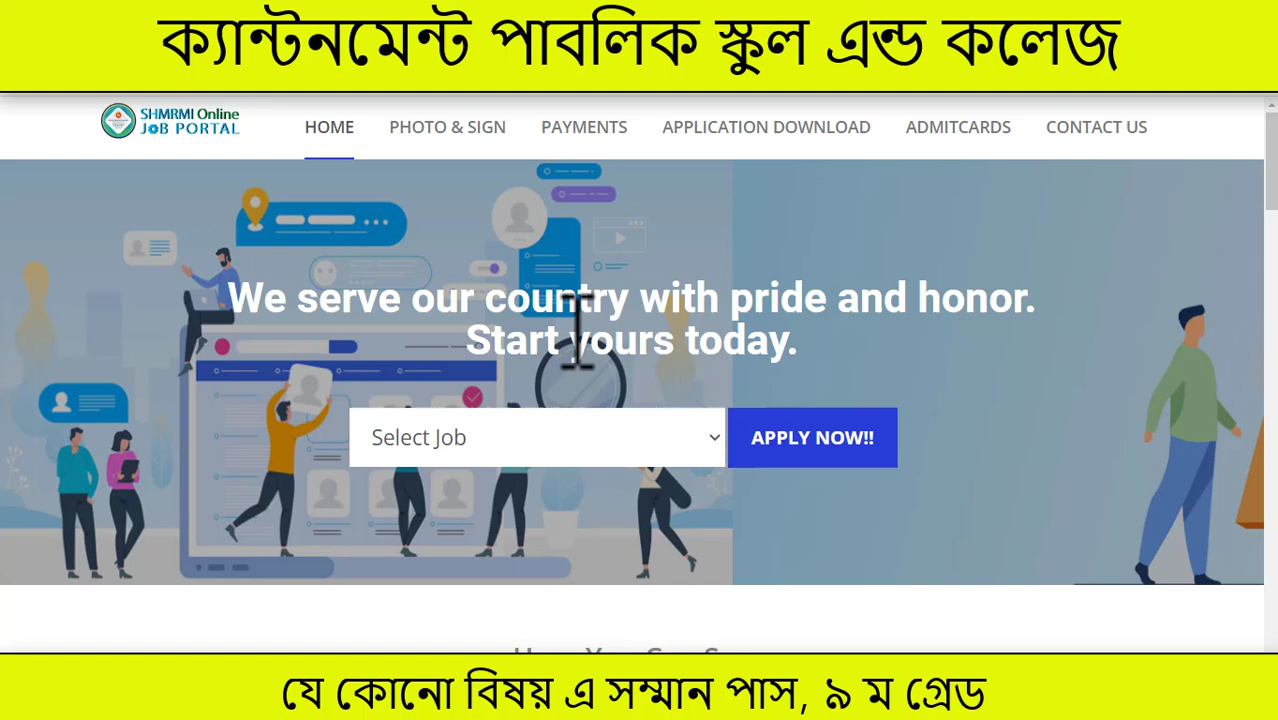 ক্যান্টনমেন্ট পাবলিক স্কুল এন্ড কলেজ
SHMRMI Online
JOB PORTAL
HOME PHOTO & SIGN PAYMENTS APPLICATION DOWNLOAD ADMITCARDS CONTACT US
We serve our country with pride and honor.
Start yours today.
Select Job
APPLY NOW!!
যে কোনো বিষয় এ সম্মান পাস, ৯ ম গ্রেড